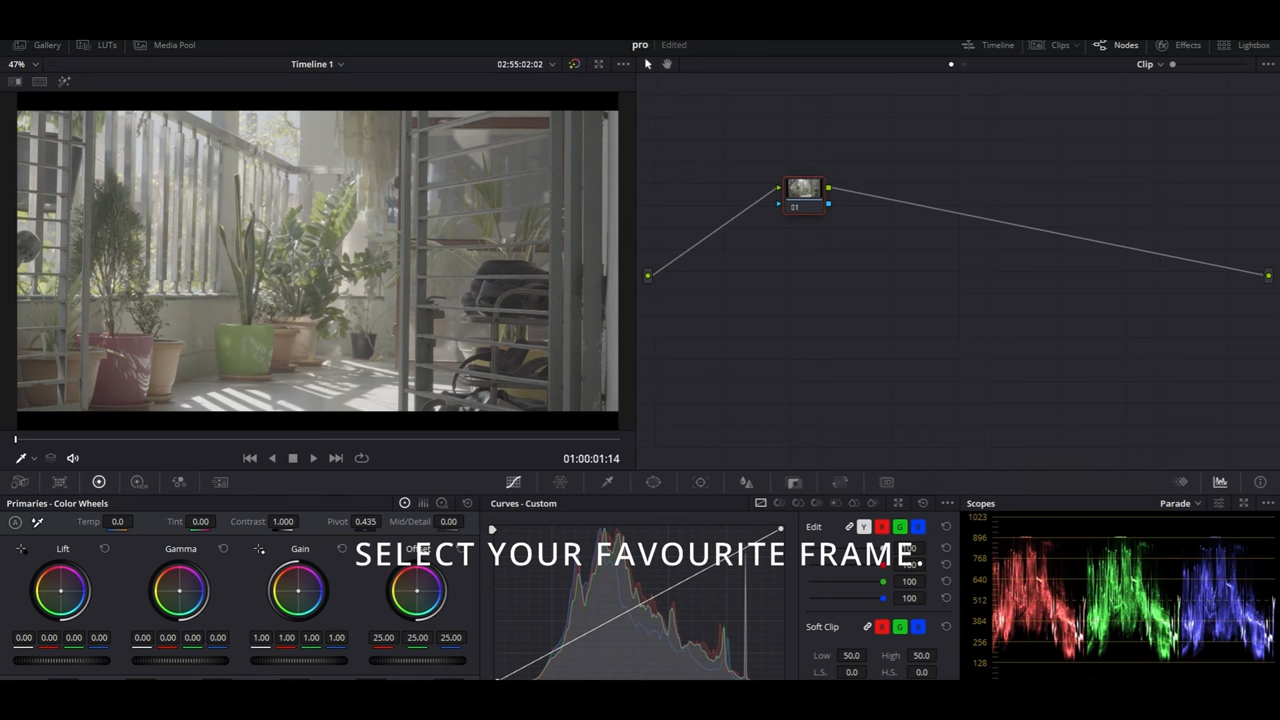 Gallery LUTs Media Pool pro Edited Timeline Clips Nodes Effects Lightbox
47% Timeline 1 02:55:02:02 Clip
01
01:00:01:14
Primaries - Color Wheels Curves - Custom Scopes Parade
Temp 0.0 Tint 0.00 Contrast 1.000 Pivot 0.435 Mid/Detail 0.00 Edit Y R G B 1023
896
Lift Gamma Gain Offset 100
SELECT YOUR FAVOURITE FRAME.
100
768
100
640
100
512
Soft Clip R G B 384
0.00 0.00 0.00 0.00 0.00 0.00 0.00 0.00 1.00 1.00 1.00 1.00 25.00 25.00 25.00 256
Low 50.0 High 50.0 128
L.S. 0.0 H.S. 0.0